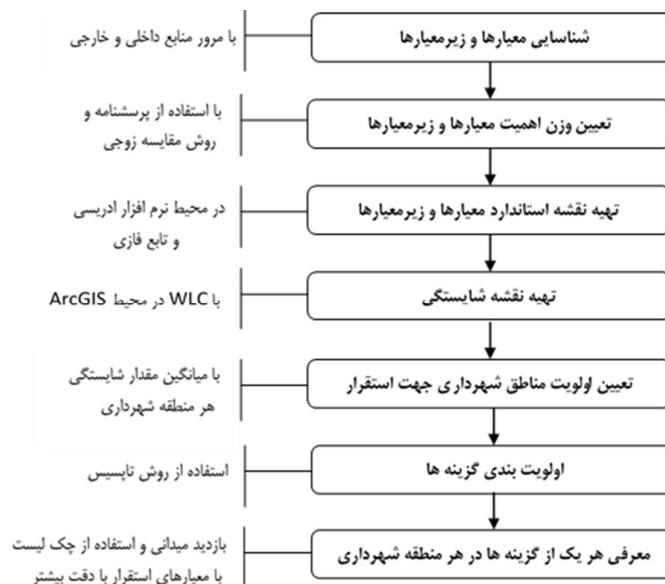 شناسایی معیارها و زیرمعیارها
با مرور منابع داخلی و خارجی
تعیین وزن اهمیت معیارها و زیرمعیارها
با استفاده از پرسشنامه و
روش مقایسه زوجی
تهیه نقشه استاندارد معیارها و زیرمعیارها
در محیط نرم افزار ادریسی
و تابع فازی
تهیه نقشه شایستگی
با WLC در محیط ArcGIS
تعیین اولویت مناطق شهرداری جهت استقرار
با میانگین مقدار شایستگی
هر منطقه شهرداری
اولویت بندی گزینه ها
استفاده از روش تاپسیس
معرفی هر یک از گزینه ها در هر منطقه شهرداری
بازدید میدانی و استفاده از چک لیست
با معیارهای استقرار با دقت بیشتر